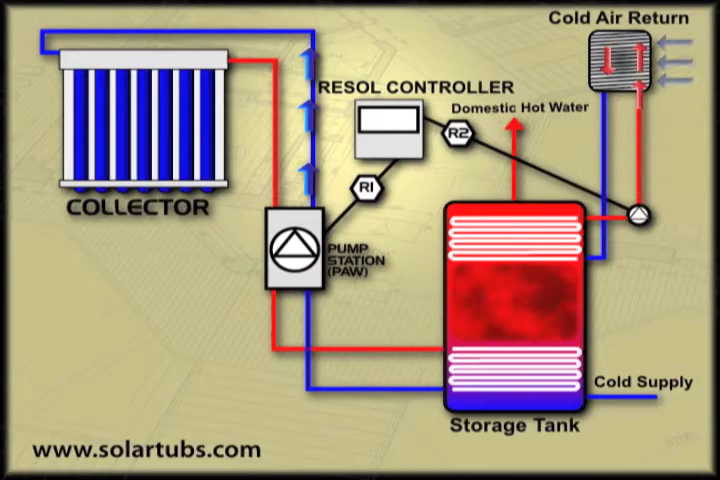 Cold Air Return
RESOL CONTROLLER
Domestic Hot Water
R2
R1
COLLECTOR
PUMP
STATION
(PAW)
Cold Supply
Storage Tank
www.solartubs.com